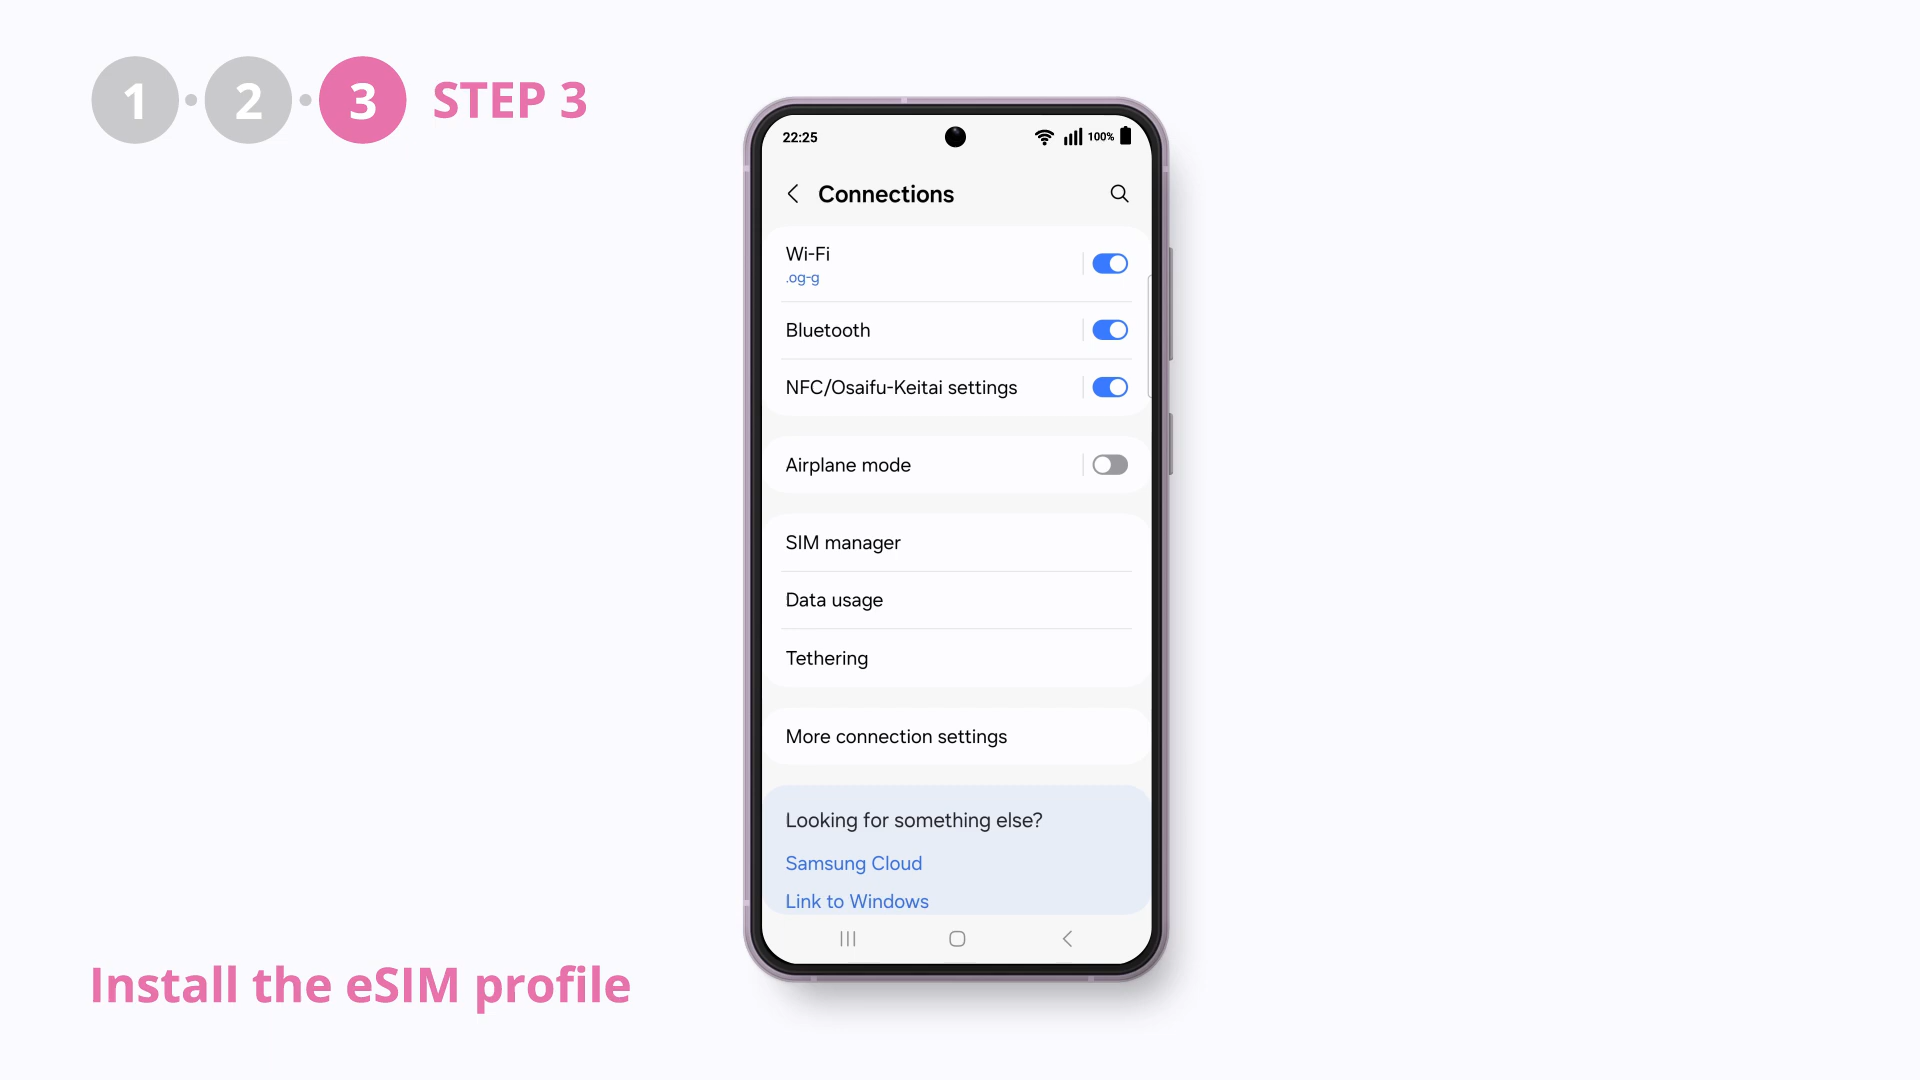 1 2 3 STEP 3
22:25 100%
Connections
Wi-Fi
.og-g
Bluetooth
NFC/Osaifu-Keitai settings
Airplane mode
SIM manager
Data usage
Tethering
More connection settings
Looking for something else?
Samsung Cloud
Link to Windows
Install the eSIM profile